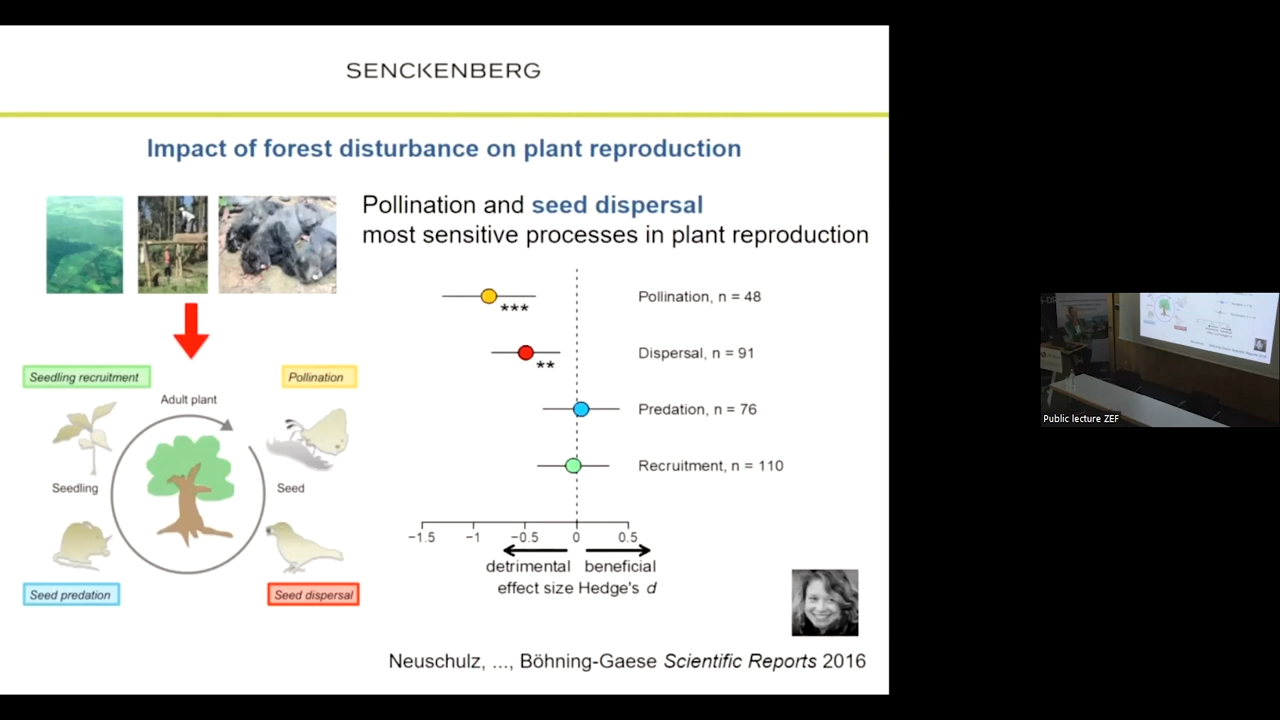 SENCKENBERG
Impact of forest disturbance on plant reproduction
Pollination and seed dispersal
most sensitive processes in plant reproduction
Seedling recruitment
Pollination
Adult plant
Seedling
Seed
Seed predation
Seed dispersal
Pollination, n = 48
***
Dispersal, n = 91
**
Predation, n = 76
Recruitment, n = 110
−1.5 −1 −0.5 0 0.5
detrimental beneficial
effect size Hedge's d
Neuschulz, ..., Böhning-Gaese Scientific Reports 2016
Public lecture ZEF